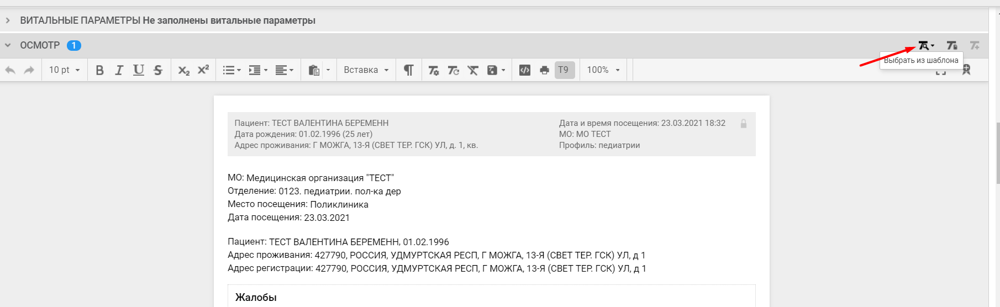 ВИТАЛЬНЫЕ ПАРАМЕТРЫ Не заполнены витальные параметры
ОСМОТР 1
Выбрать из шаблона
10 pt B I U S x₂ x² Вставка T9 100%
Пациент: ТЕСТ ВАЛЕНТИНА БЕРЕМЕНН
Дата рождения: 01.02.1996 (25 лет)
Адрес проживания: Г МОЖГА, 13-Я (СВЕТ ТЕР. ГСК) УЛ, д. 1, кв.
Дата и время посещения: 23.03.2021 18:32
МО: МО ТЕСТ
Профиль: педиатрии
МО: Медицинская организация "ТЕСТ"
Отделение: 0123. педиатрии. пол-ка дер
Место посещения: Поликлиника
Дата посещения: 23.03.2021
Пациент: ТЕСТ ВАЛЕНТИНА БЕРЕМЕНН, 01.02.1996
Адрес проживания: 427790, РОССИЯ, УДМУРТСКАЯ РЕСП, Г МОЖГА, 13-Я (СВЕТ ТЕР. ГСК) УЛ, д 1
Адрес регистрации: 427790, РОССИЯ, УДМУРТСКАЯ РЕСП, Г МОЖГА, 13-Я (СВЕТ ТЕР. ГСК) УЛ, д 1
Жалобы